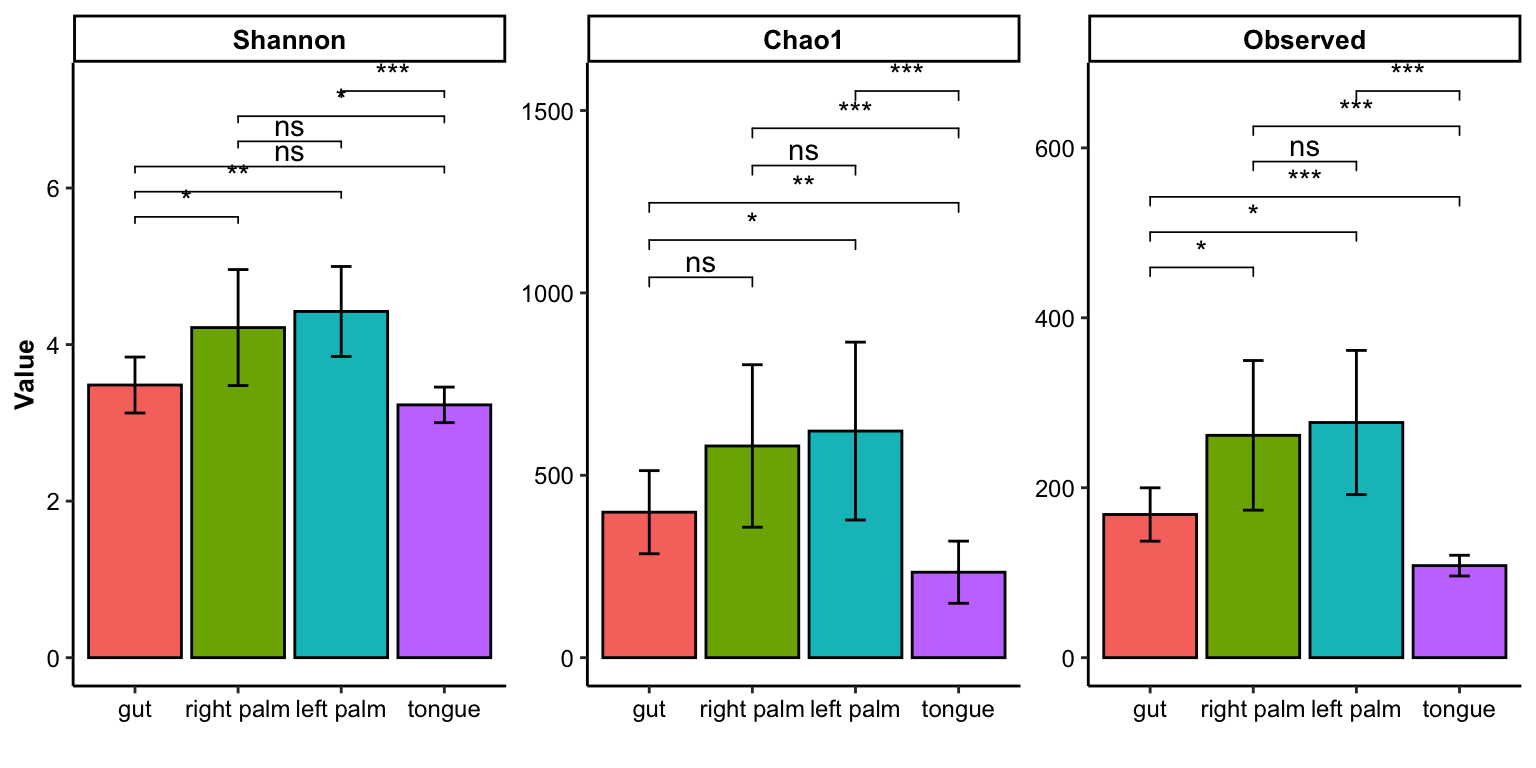 Shannon
Chao1
Observed
Value
***
*
ns
ns
**
*
6
4
2
0
gut
right palm
left palm
tongue
***
***
ns
**
*
ns
1500
1000
500
0
gut
right palm
left palm
tongue
***
***
ns
***
*
*
600
400
200
0
gut
right palm
left palm
tongue